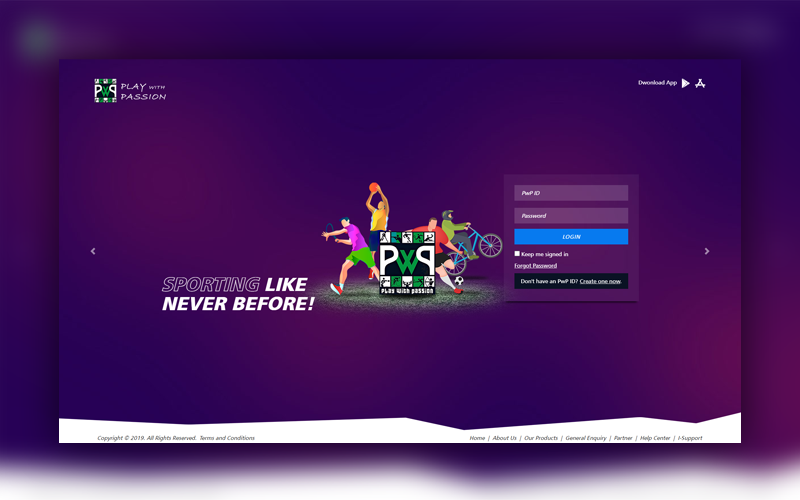 PWP PLAY WITH
PASSION
Dwonload App
PwP ID
Password
LOGIN
Keep me signed in
Forgot Password
Don't have an PwP ID? Create one now.
PWP
Play with passion
SPORTING LIKE
NEVER BEFORE!
Copyright © 2019. All Rights Reserved. Terms and Conditions
Home | About Us | Our Products | General Enquiry | Partner | Help Center | I-Support